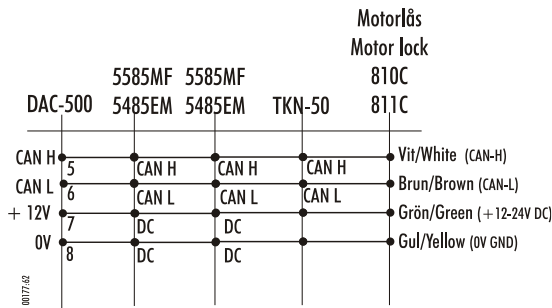 Motorlås
Motor lock
5585MF 5585MF 810C
DAC-500 5485EM 5485EM TKN-50 811C
CAN H 5 CAN H CAN H CAN H Vit/White (CAN-H)
CAN L 6 CAN L CAN L CAN L Brun/Brown (CAN-L)
+ 12V 7 DC DC Grön/Green (+12-24V DC)
0V 8 DC DC Gul/Yellow (0V GND)
00177.62